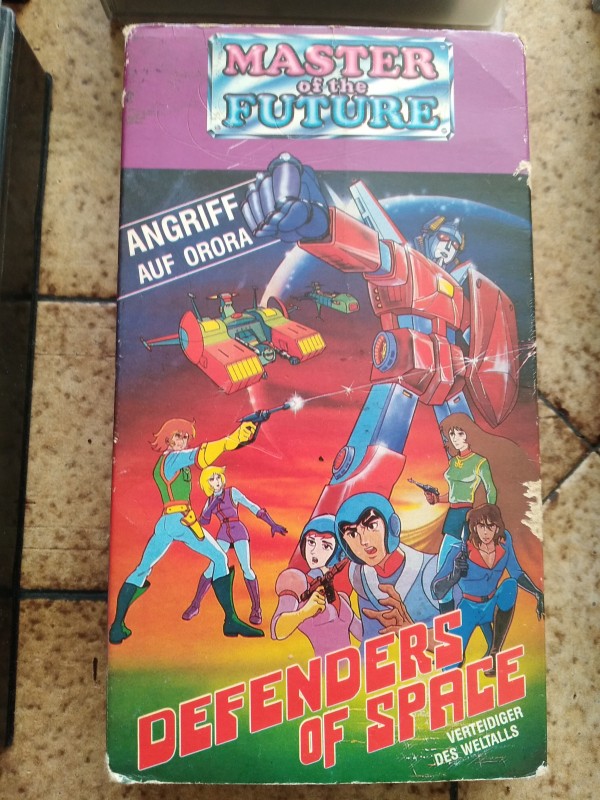 MASTER
of the
FUTURE
ANGRIFF
AUF ORORA
DEFENDERS
OF SPACE
VERTEIDIGER
DES WELTALLS